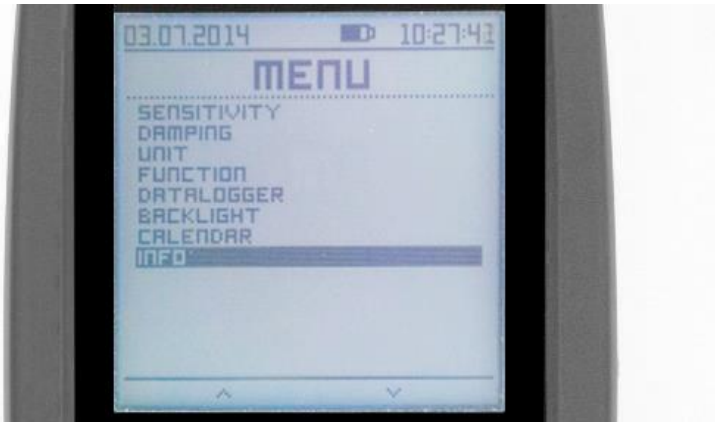 03.07.2014 10:27:43
MENU
SENSITIVITY
DAMPING
UNIT
FUNCTION
DATALOGGER
BACKLIGHT
CALENDAR
INFO